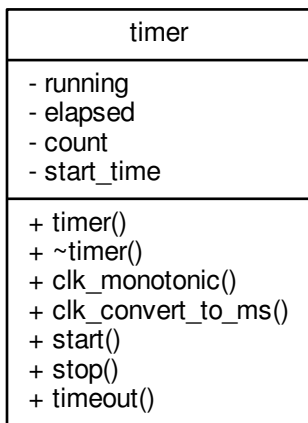 timer
- running
- elapsed
- count
- start_time
+ timer()
+ ~timer()
+ clk_monotonic()
+ clk_convert_to_ms()
+ start()
+ stop()
+ timeout()